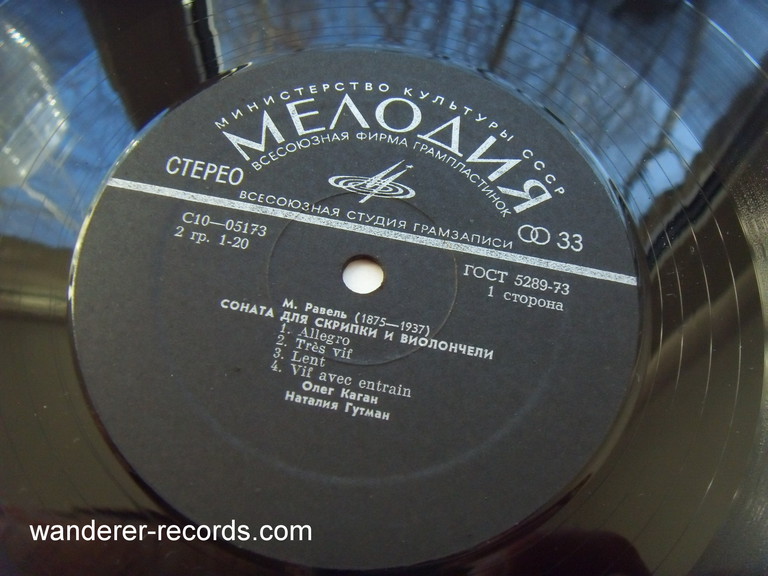 МИНИСТЕРСТВО КУЛЬТУРЫ СССР
МЕЛОДИЯ
ВСЕСОЮЗНАЯ ФИРМА ГРАМПЛАСТИНОК
СТЕРЕО
ВСЕСОЮЗНАЯ СТУДИЯ ГРАМЗАПИСИ
33
С10—05173
2 гр. 1-20
ГОСТ 5289-73
1 сторона
М. Равель (1875—1937)
СОНАТА ДЛЯ СКРИПКИ И ВИОЛОНЧЕЛИ
1. Allegro
2. Très vif
3. Lent
4. Vif avec entrain
Олег Каган
Наталия Гутман
wanderer-records.com